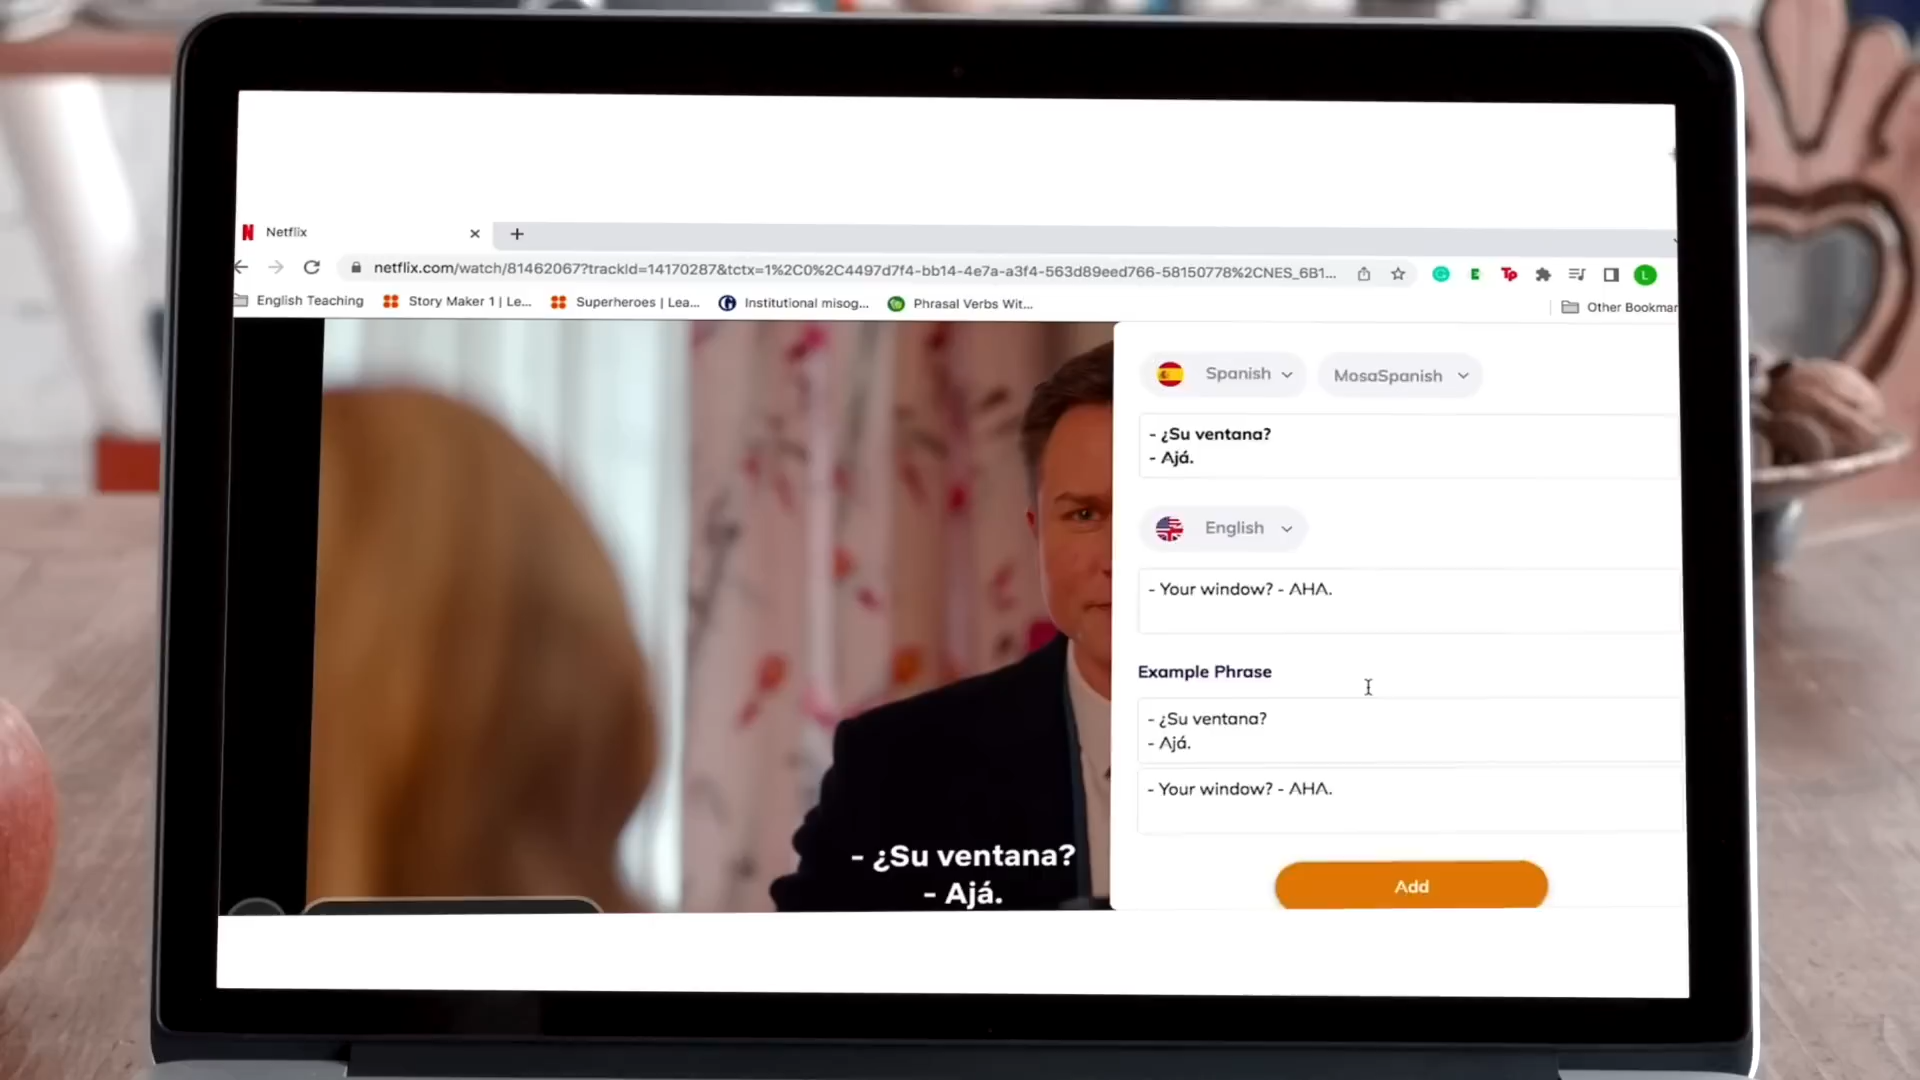 Netflix
netflix.com/watch/81462067?trackId=14170287&tctx=1%2C0%2C4497d7f4-bb14-4e7a-a3f4-563d89eed766-58150778%2CNES_6B1...
English Teaching
Story Maker 1 | Le...
Superheroes | Lea...
Institutional misog...
Phrasal Verbs Wit...
Other Bookmar
Spanish
MosaSpanish
- ¿Su ventana?
- Ajá.
English
- Your window? - AHA.
Example Phrase
- ¿Su ventana?
- Ajá.
- Your window? - AHA.
Add
- ¿Su ventana?
- Ajá.